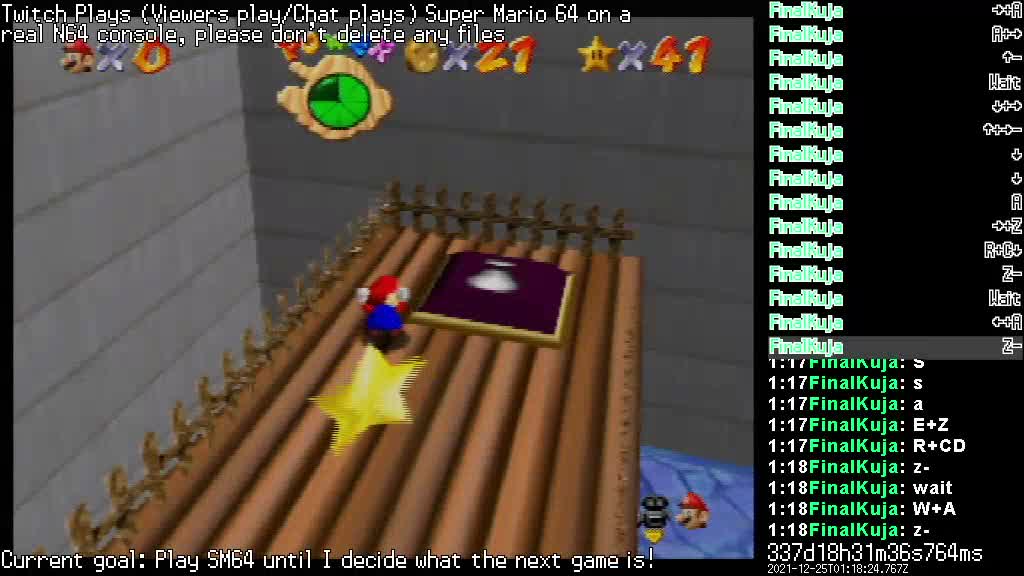 Twitch Plays (Viewers play/Chat plays) Super Mario 64 on a
real N64 console, please don't delete any files
×0
×21
×41
FinalKuja →+A
FinalKuja A++
FinalKuja ↑-
FinalKuja Wait
FinalKuja ↓++
FinalKuja ↑+→-
FinalKuja ↓
FinalKuja ↓
FinalKuja A
FinalKuja →+Z
FinalKuja R+C↓
FinalKuja Z-
FinalKuja Wait
FinalKuja ←+A
FinalKuja Z-
1:17FinalKuja: S
1:17FinalKuja: s
1:17FinalKuja: a
1:17FinalKuja: E+Z
1:17FinalKuja: R+CD
1:18FinalKuja: z-
1:18FinalKuja: wait
1:18FinalKuja: W+A
1:18FinalKuja: z-
Current goal: Play SM64 until I decide what the next game is!
337d18h31m36s764ms
2021-12-25T01:18:24.767Z